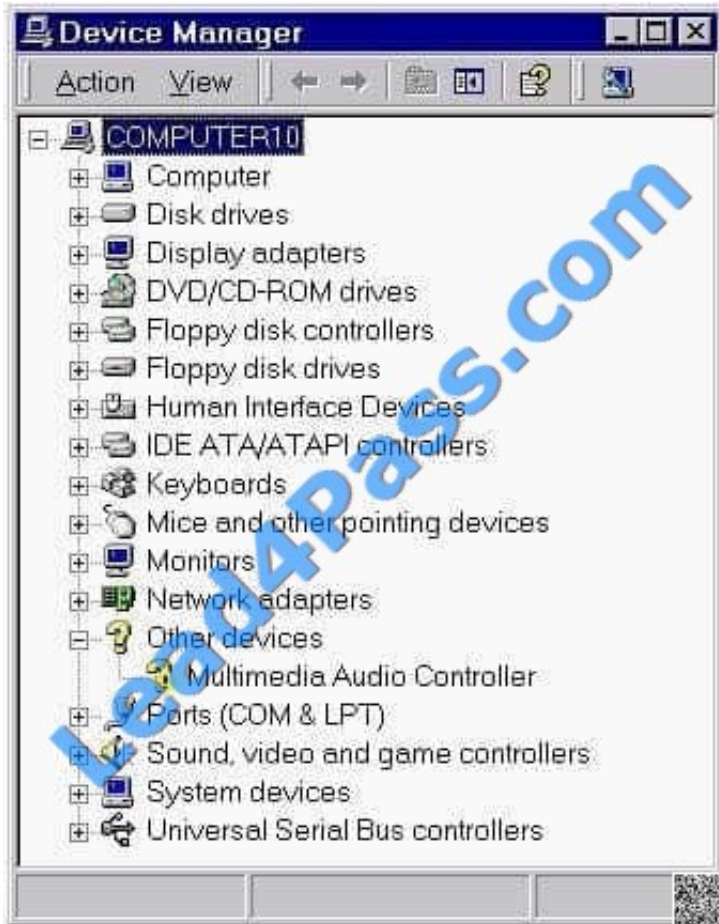 Device Manager
Action View
COMPUTER10
Computer
Disk drives
Display adapters
DVD/CD-ROM drives
Floppy disk controllers
Floppy disk drives
Human Interface Devices
IDE ATA/ATAPI controllers
Keyboards
Mice and other pointing devices
Monitors
Network adapters
Other devices
Multimedia Audio Controller
Ports (COM & LPT)
Sound, video and game controllers
System devices
Universal Serial Bus controllers
Lead4Pass.com